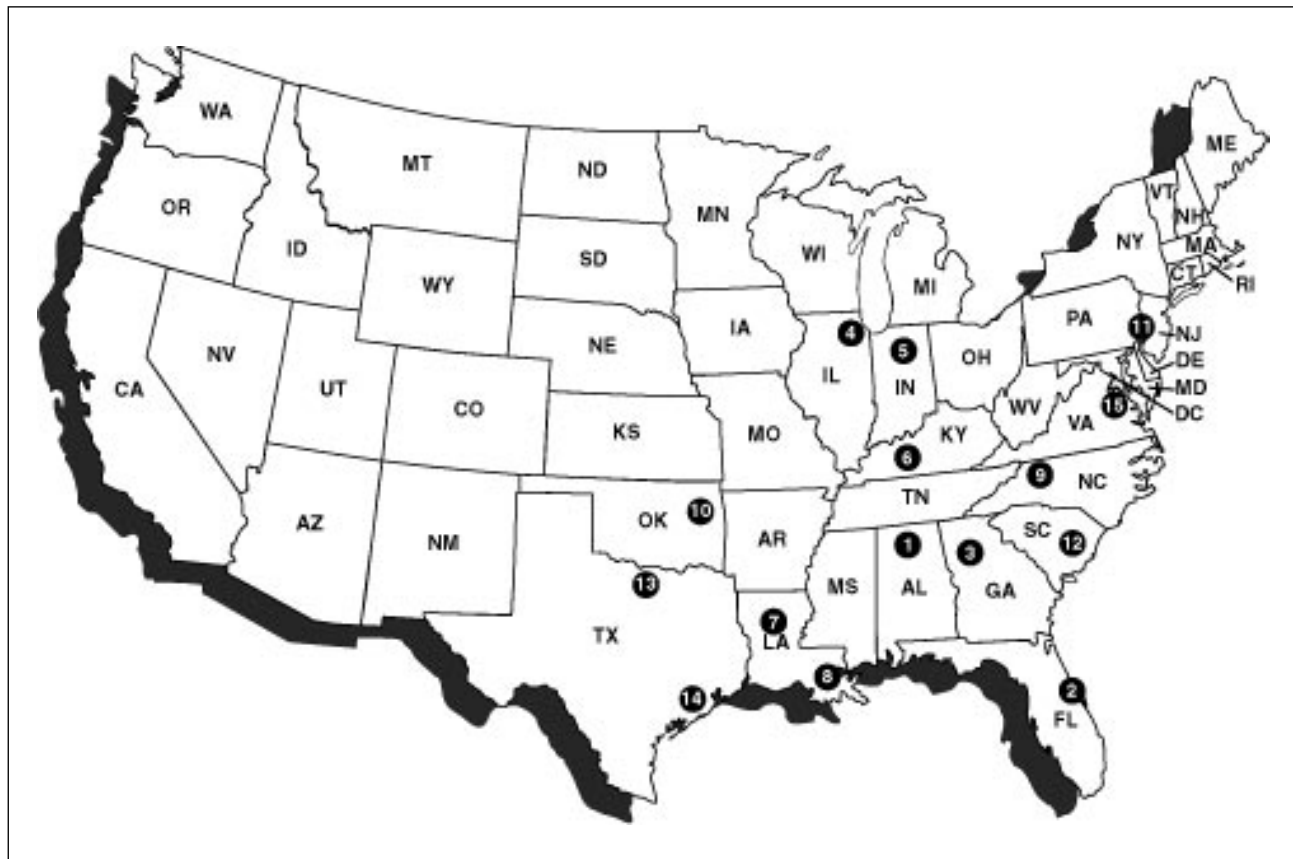 WA
MT
ND
MN
ME
VT
NH
OR
ID
SD
WI
NY
MA
WY
MI
CT
RI
IA
PA
11
NJ
NV
NE
4
5
OH
DE
CA
UT
IL
IN
MD
CO
WV
15
DC
KS
MO
KY
VA
6
9
TN
NC
AZ
OK
10
NM
AR
SC
12
1
3
13
MS
AL
GA
TX
7
LA
8
2
14
FL